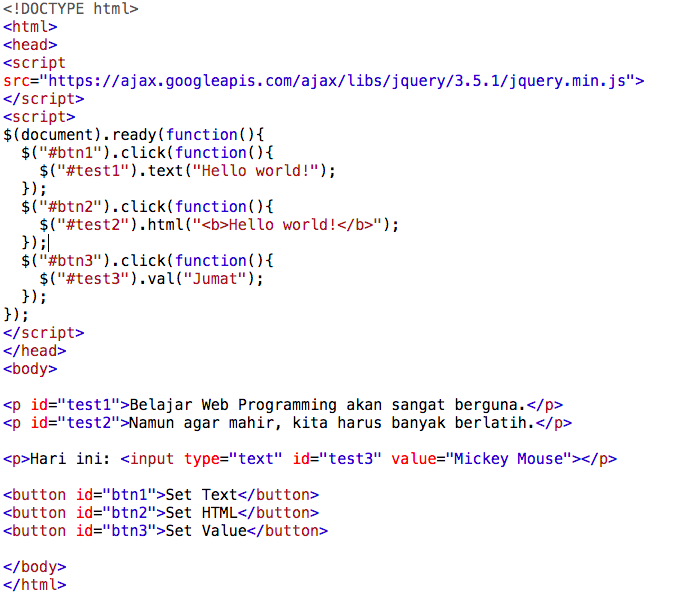 <!DOCTYPE html>
<html>
<head>
<script
src="https://ajax.googleapis.com/ajax/libs/jquery/3.5.1/jquery.min.js">
</script>
<script>
$(document).ready(function(){
  $("#btn1").click(function(){
    $("#test1").text("Hello world!");
  });
  $("#btn2").click(function(){
    $("#test2").html("<b>Hello world!</b>");
  });
  $("#btn3").click(function(){
    $("#test3").val("Jumat");
  });
});
</script>
</head>
<body>

<p id="test1">Belajar Web Programming akan sangat berguna.</p>
<p id="test2">Namun agar mahir, kita harus banyak berlatih.</p>

<p>Hari ini: <input type="text" id="test3" value="Mickey Mouse"></p>

<button id="btn1">Set Text</button>
<button id="btn2">Set HTML</button>
<button id="btn3">Set Value</button>

</body>
</html>